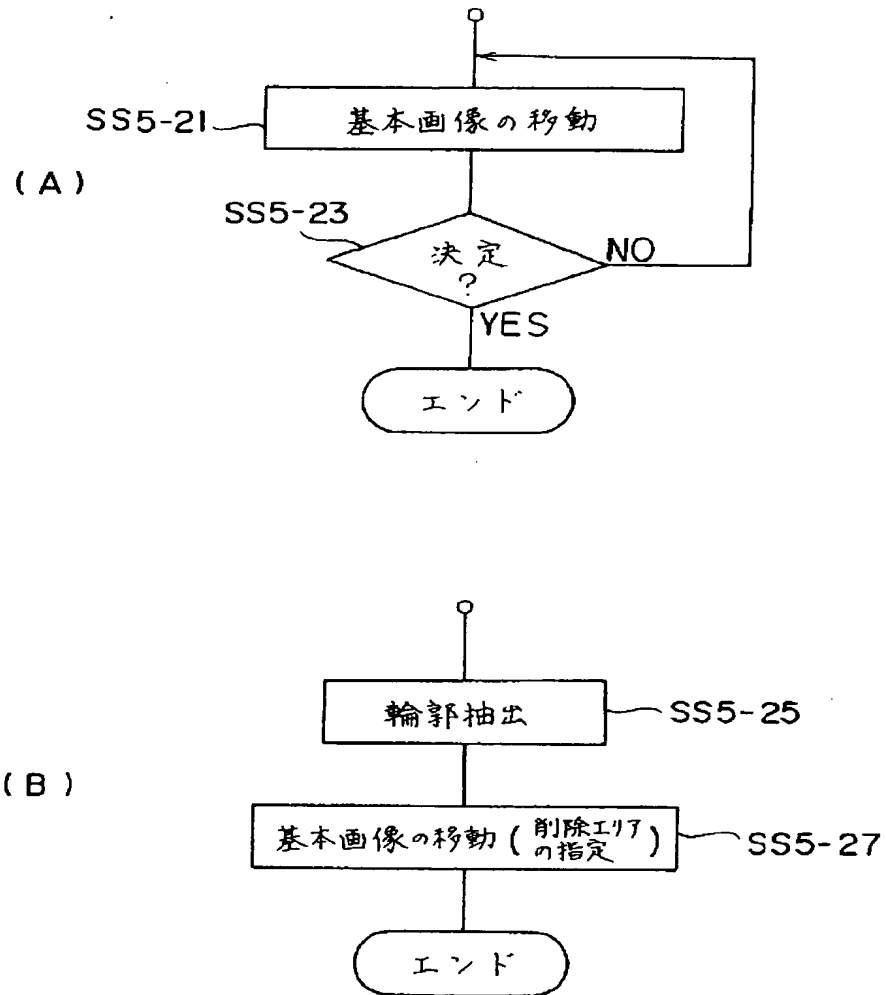 SS5-21
基本画像の移動
(A)
SS5-23
決定
?
NO
YES
エンド
輪郭抽出
SS5-25
(B)
基本画像の移動(削除エリア
の指定)
SS5-27
エンド